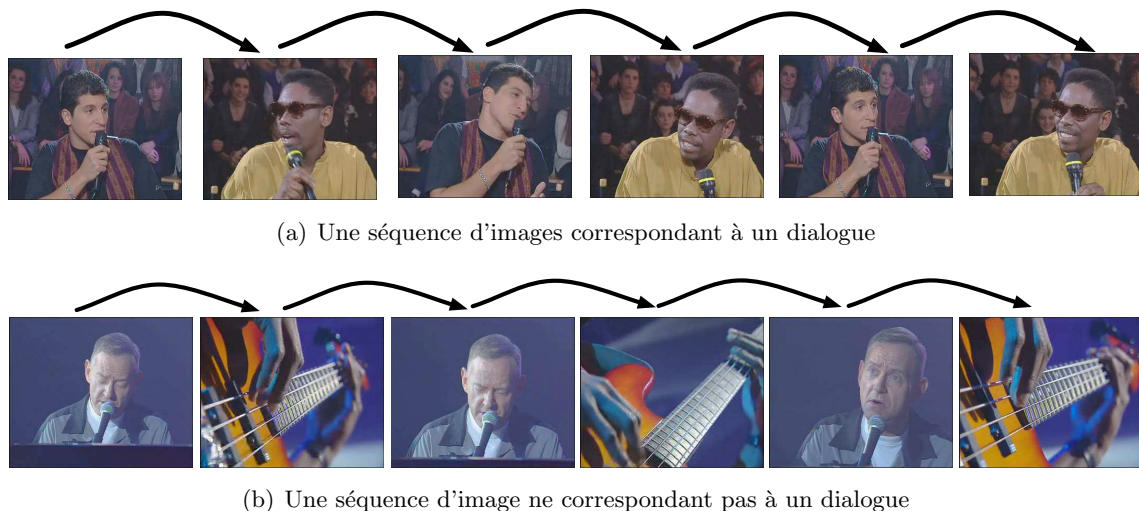 (a) Une séquence d'images correspondant à un dialogue
(b) Une séquence d'image ne correspondant pas à un dialogue